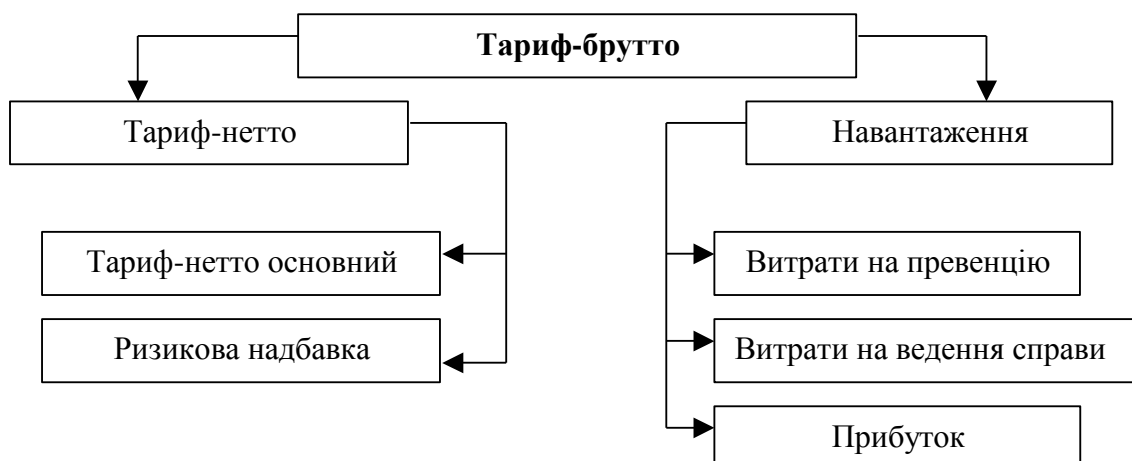 Тариф-брутто
Тариф-нетто
Навантаження
Тариф-нетто основний
Витрати на превенцію
Ризикова надбавка
Витрати на ведення справи
Прибуток